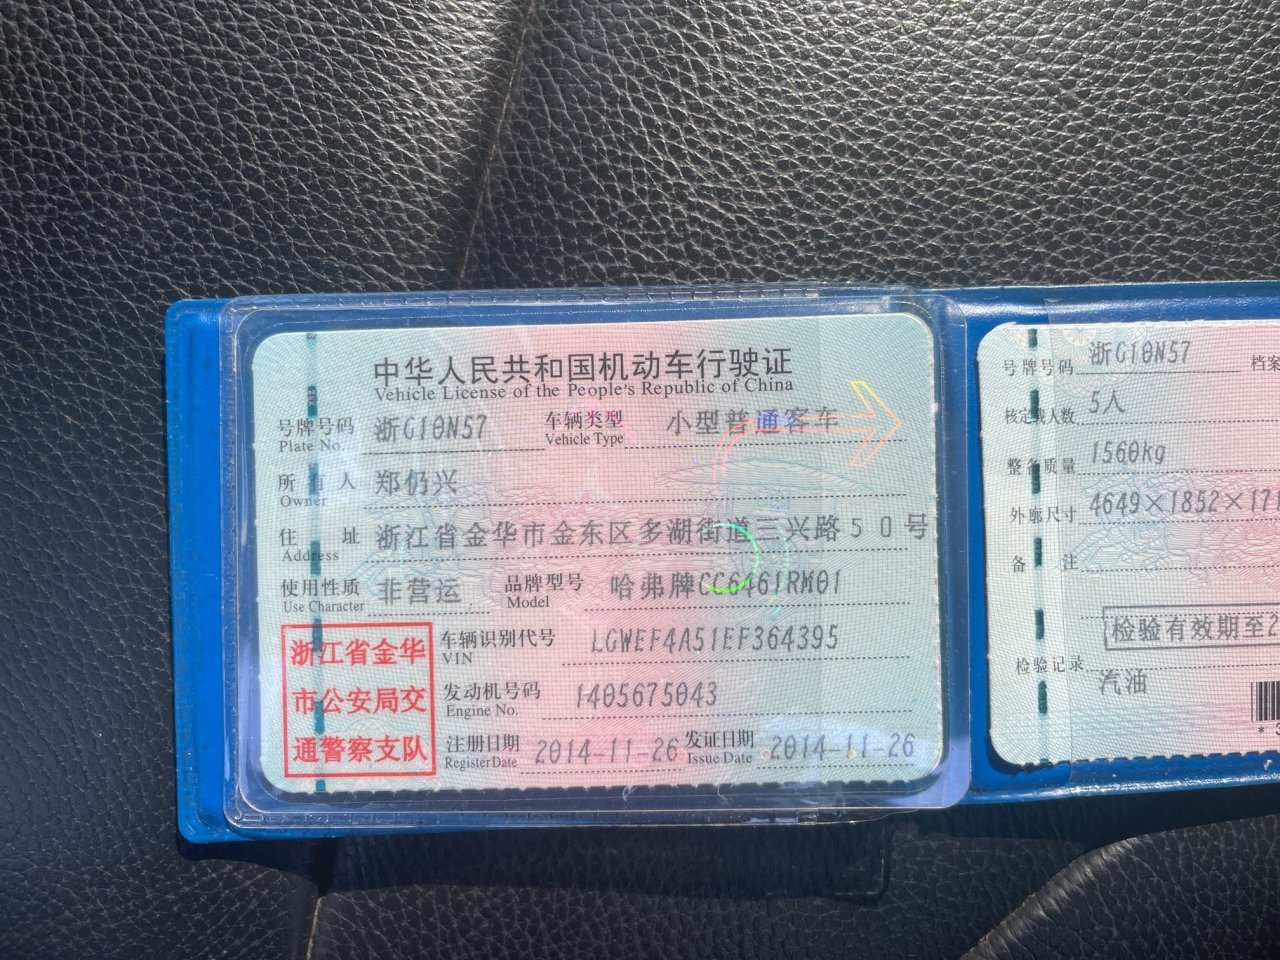 中华人民共和国机动车行驶证
Vehicle License of the People's Republic of China
号牌号码 浙G10N57 车辆类型 小型普通客车
Plate No. Vehicle Type
所有人 郑仍兴
Owner
住址 浙江省金华市金东区多湖街道三兴路50号
Address
使用性质 非营运 品牌型号 哈弗牌CC6461RM01
Use Character Model
浙江省金华
市公安局交
通警察支队
车辆识别代号 LGWEF4A51EF364395
VIN
发动机号码 1405675043
Engine No.
注册日期 2014-11-26 发证日期 2014-11-26
Register Date Issue Date
号牌号码 浙G10N57 档案
核定载人数 5人
整备质量 1560kg
外廓尺寸 4649×1852×17
备注
检验有效期至2
检验记录
汽油